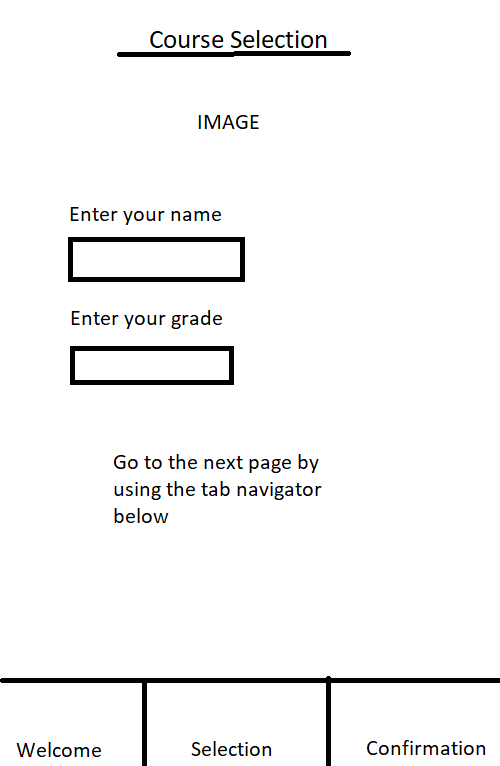 Course Selection
IMAGE
Enter your name
Enter your grade
Go to the next page by
using the tab navigator
below
Welcome
Selection
Confirmation